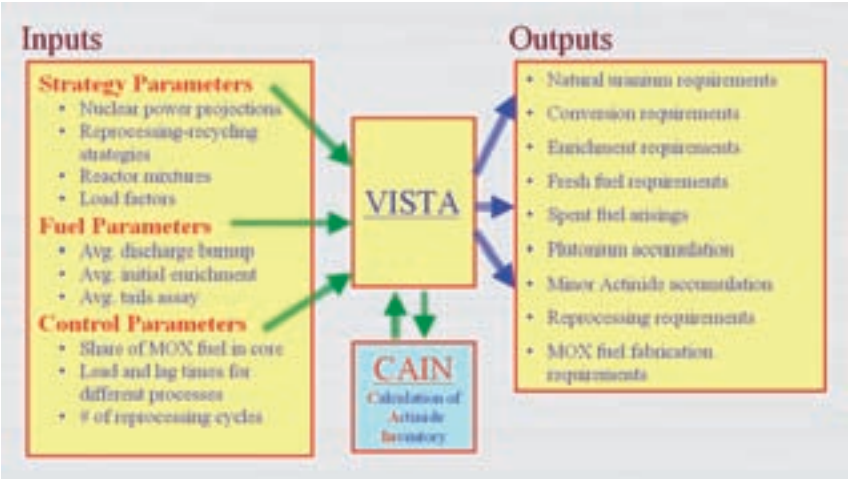 Inputs
Strategy Parameters
• Nuclear power projections
• Reprocessing-recycling
strategies
• Reactor mixtures
• Load factors
Fuel Parameters
• Avg. discharge burnup
• Avg. initial enrichment
• Avg. tails assay
Control Parameters
• Share of MOX fuel in core
• Lead and lag times for
different processes
• # of reprocessing cycles
VISTA
CAIN
Calculation of
Actinide
Inventory
Outputs
• Natural uranium requirements
• Conversion requirements
• Enrichment requirements
• Fresh fuel requirements
• Spent fuel arisings
• Plutonium accumulation
• Minor Actinide accumulation
• Reprocessing requirements
• MOX fuel fabrication
requirements